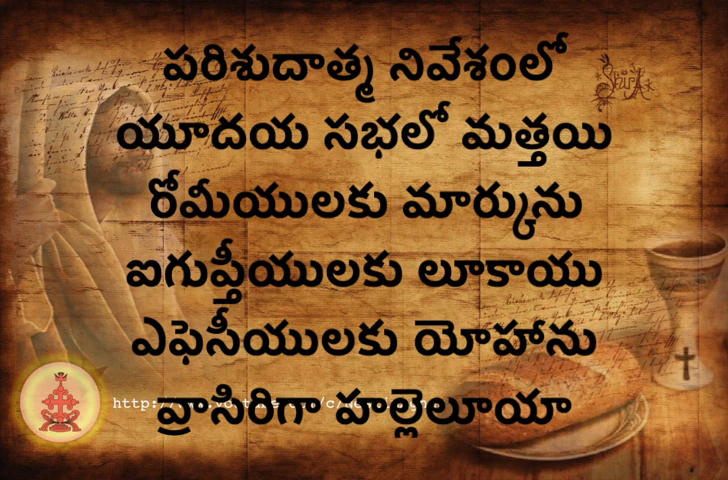 పరిశుదాత్మ నివేశంలో
యూదయ సభలో మత్తయి
రోమీయులకు మార్కును
ఐగుప్తీయులకు లూకాయు
ఎఫెసీయులకు యోహాను
వ్రాసిరిగా హల్లెలూయా